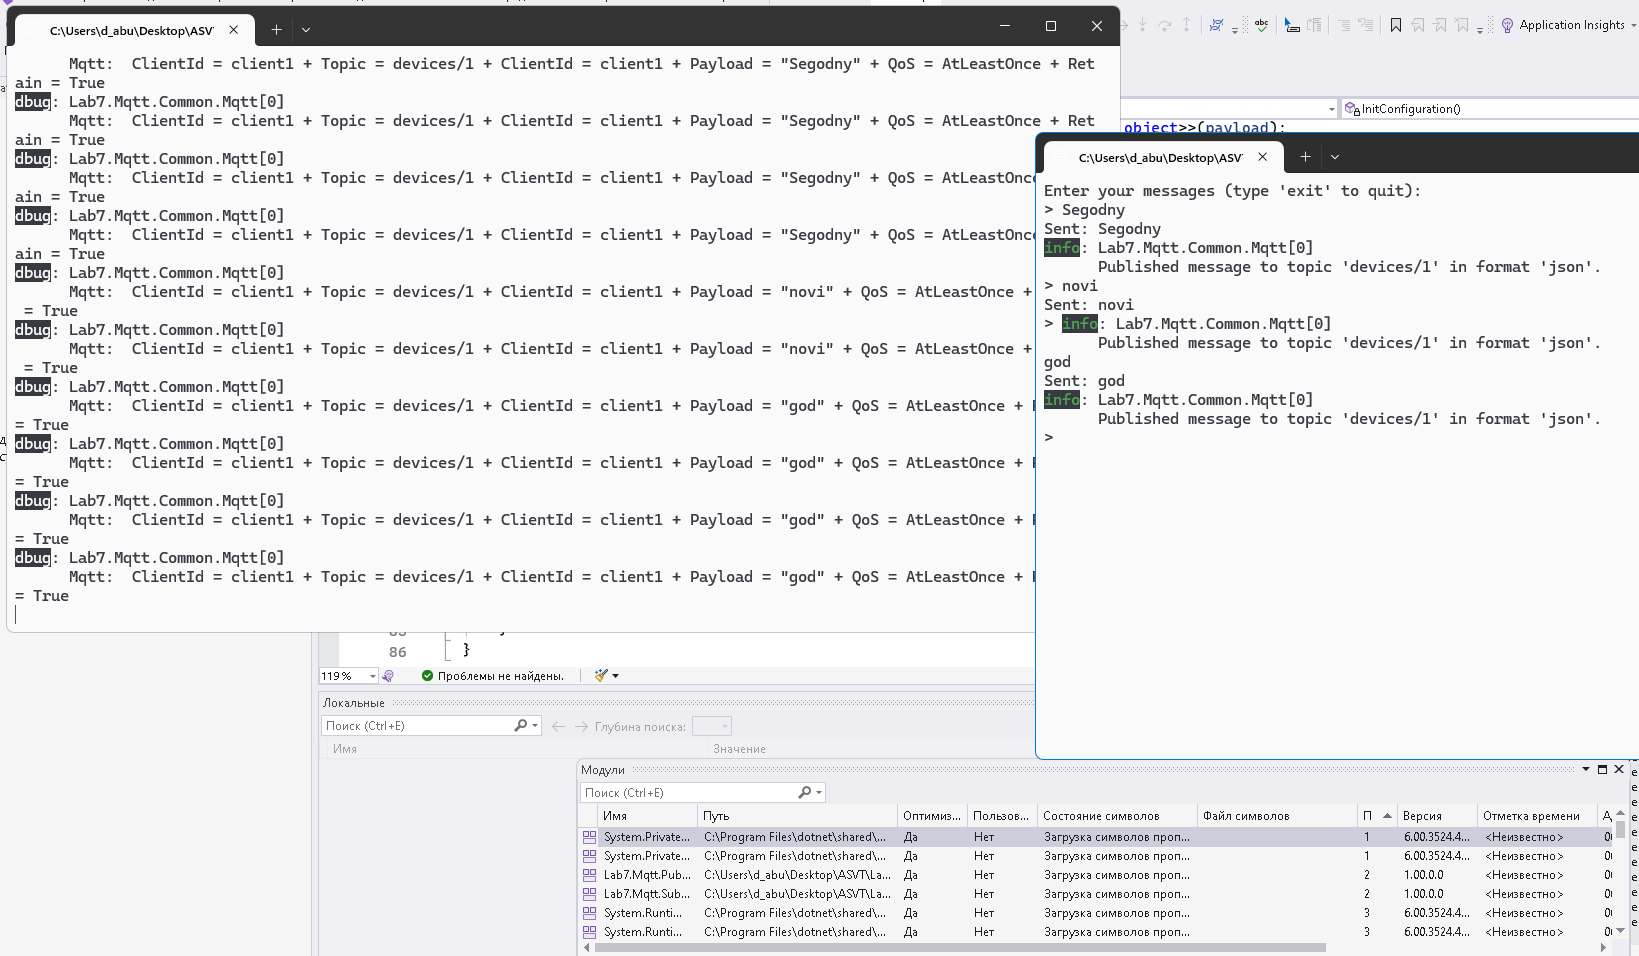 C:\Users\d_abu\Desktop\ASV
Mqtt:  ClientId = client1 + Topic = devices/1 + ClientId = client1 + Payload = "Segodny" + QoS = AtLeastOnce + Ret
ain = True
dbug: Lab7.Mqtt.Common.Mqtt[0]
Mqtt:  ClientId = client1 + Topic = devices/1 + ClientId = client1 + Payload = "Segodny" + QoS = AtLeastOnce + Ret
ain = True
dbug: Lab7.Mqtt.Common.Mqtt[0]
Mqtt:  ClientId = client1 + Topic = devices/1 + ClientId = client1 + Payload = "Segodny" + QoS = AtLeastOnce
ain = True
dbug: Lab7.Mqtt.Common.Mqtt[0]
Mqtt:  ClientId = client1 + Topic = devices/1 + ClientId = client1 + Payload = "Segodny" + QoS = AtLeastOnce
ain = True
dbug: Lab7.Mqtt.Common.Mqtt[0]
Mqtt:  ClientId = client1 + Topic = devices/1 + ClientId = client1 + Payload = "novi" + QoS = AtLeastOnce +
= True
dbug: Lab7.Mqtt.Common.Mqtt[0]
Mqtt:  ClientId = client1 + Topic = devices/1 + ClientId = client1 + Payload = "novi" + QoS = AtLeastOnce +
= True
dbug: Lab7.Mqtt.Common.Mqtt[0]
Mqtt:  ClientId = client1 + Topic = devices/1 + ClientId = client1 + Payload = "god" + QoS = AtLeastOnce +
= True
dbug: Lab7.Mqtt.Common.Mqtt[0]
Mqtt:  ClientId = client1 + Topic = devices/1 + ClientId = client1 + Payload = "god" + QoS = AtLeastOnce +
= True
dbug: Lab7.Mqtt.Common.Mqtt[0]
Mqtt:  ClientId = client1 + Topic = devices/1 + ClientId = client1 + Payload = "god" + QoS = AtLeastOnce +
= True
dbug: Lab7.Mqtt.Common.Mqtt[0]
Mqtt:  ClientId = client1 + Topic = devices/1 + ClientId = client1 + Payload = "god" + QoS = AtLeastOnce +
= True
Application Insights
InitConfiguration()
object>>(payload);
C:\Users\d_abu\Desktop\ASV
Enter your messages (type 'exit' to quit):
> Segodny
Sent: Segodny
info: Lab7.Mqtt.Common.Mqtt[0]
Published message to topic 'devices/1' in format 'json'.
> novi
Sent: novi
> info: Lab7.Mqtt.Common.Mqtt[0]
Published message to topic 'devices/1' in format 'json'.
god
Sent: god
info: Lab7.Mqtt.Common.Mqtt[0]
Published message to topic 'devices/1' in format 'json'.
>
86 }
119 % Проблемы не найдены.
Локальные
Поиск (Ctrl+E) Глубина поиска:
Имя Значение
Модули
Поиск (Ctrl+E)
Имя Путь Оптимиз... Пользов... Состояние символов Файл символов П Версия Отметка времени
System.Private... C:\Program Files\dotnet\shared\... Да Нет Загрузка символов проп... 1 6.00.3524.4... <Неизвестно>
System.Private... C:\Program Files\dotnet\shared\... Да Нет Загрузка символов проп... 1 6.00.3524.4... <Неизвестно>
Lab7.Mqtt.Pub... C:\Users\d_abu\Desktop\ASVT\La... Да Нет Загрузка символов проп... 2 1.00.0.0 <Неизвестно>
Lab7.Mqtt.Sub... C:\Users\d_abu\Desktop\ASVT\La... Да Нет Загрузка символов проп... 2 1.00.0.0 <Неизвестно>
System.Runti... C:\Program Files\dotnet\shared\... Да Нет Загрузка символов проп... 3 6.00.3524.4... <Неизвестно>
System.Runti... C:\Program Files\dotnet\shared\... Да Нет Загрузка символов проп... 3 6.00.3524.4... <Неизвестно>